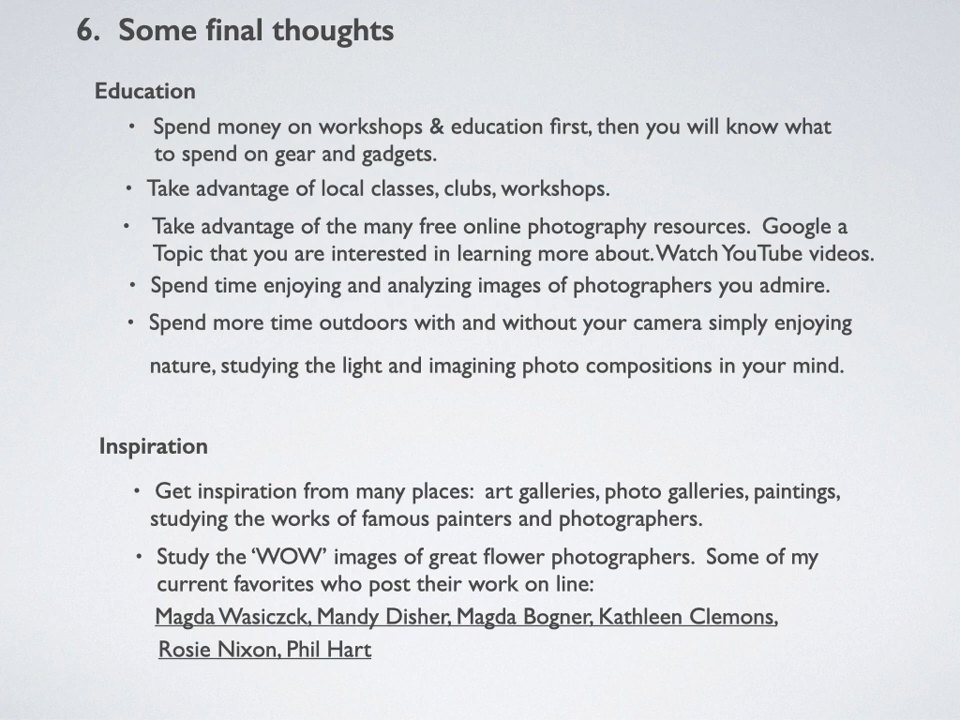 6. Some final thoughts
Education
• Spend money on workshops & education first, then you will know what
to spend on gear and gadgets.
• Take advantage of local classes, clubs, workshops.
• Take advantage of the many free online photography resources. Google a
Topic that you are interested in learning more about. Watch YouTube videos.
• Spend time enjoying and analyzing images of photographers you admire.
• Spend more time outdoors with and without your camera simply enjoying
nature, studying the light and imagining photo compositions in your mind.
Inspiration
• Get inspiration from many places: art galleries, photo galleries, paintings,
studying the works of famous painters and photographers.
• Study the ‘WOW’ images of great flower photographers. Some of my
current favorites who post their work on line:
Magda Wasiczck, Mandy Disher, Magda Bogner, Kathleen Clemons,
Rosie Nixon, Phil Hart